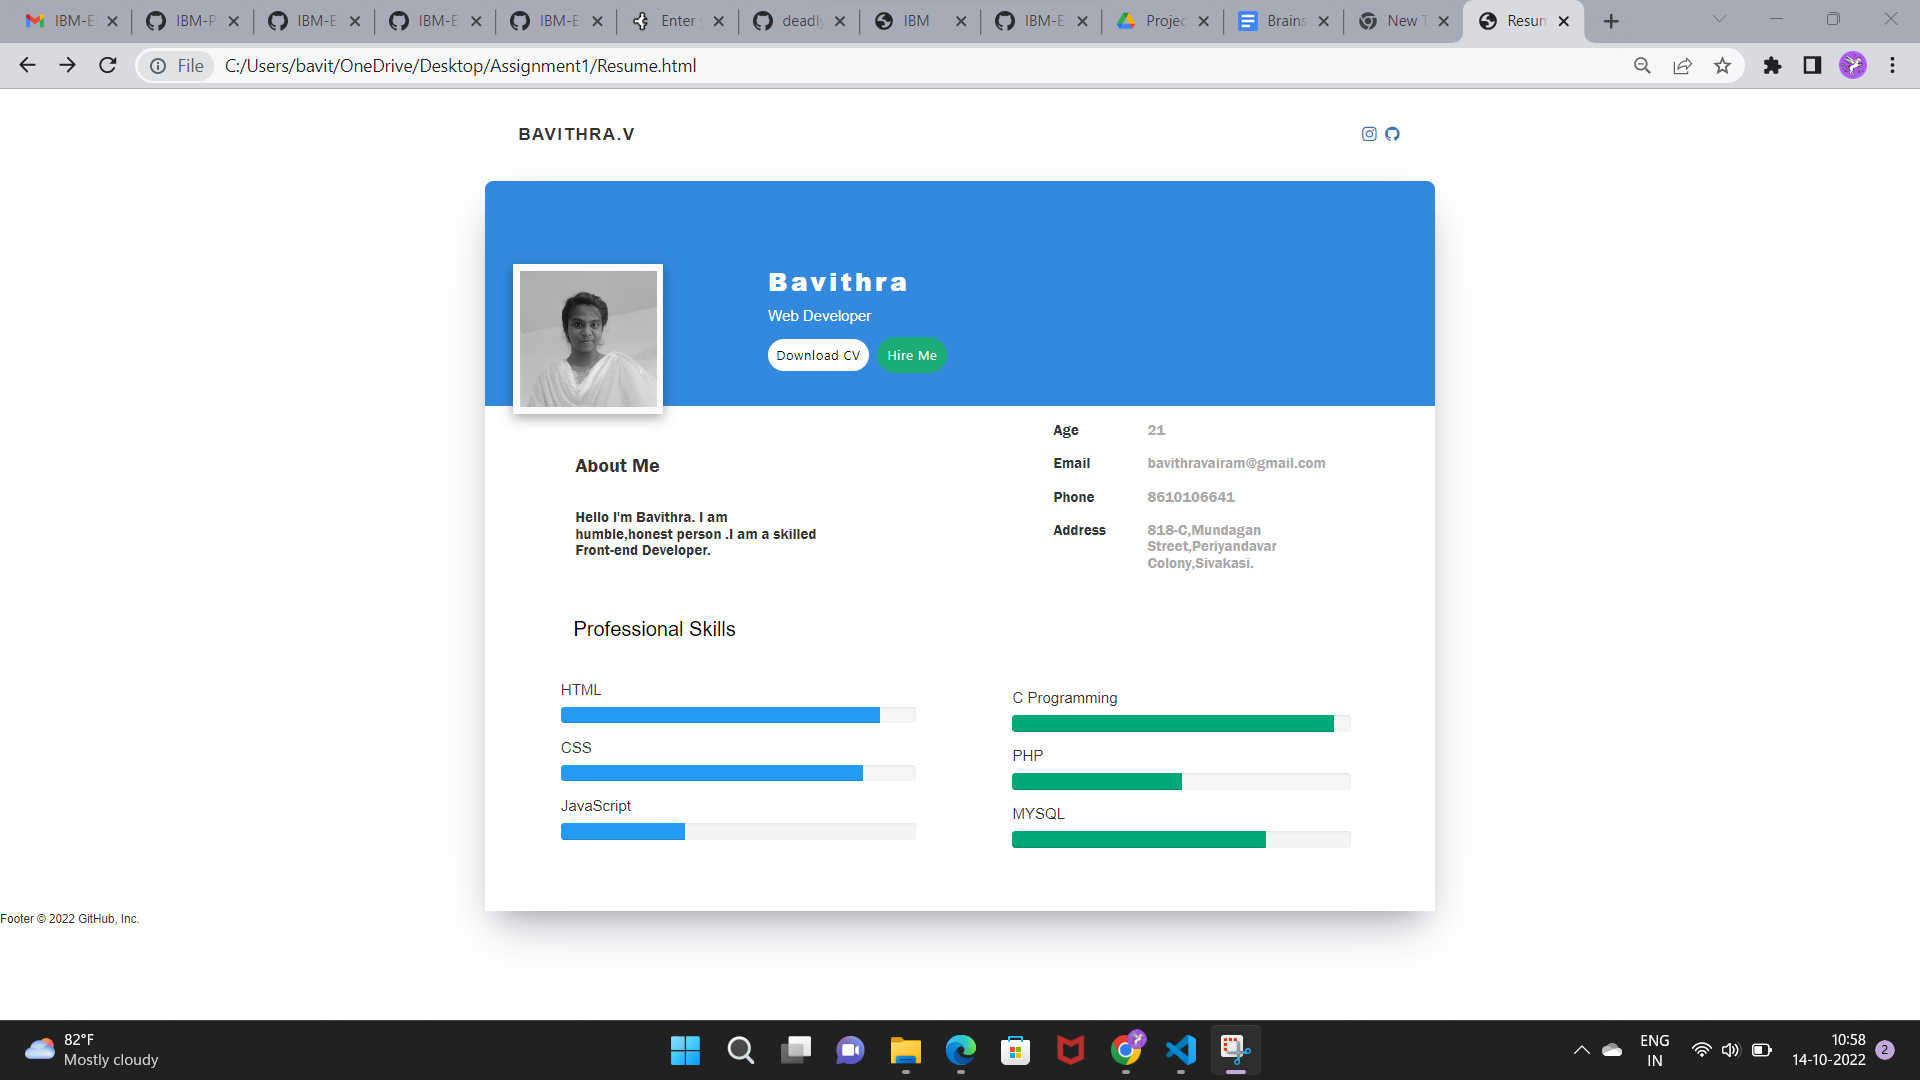 IBM-E
IBM-P
IBM-E
IBM-E
IBM-E
Enter
deadl
IBM
IBM-E
Projec
Brains
New T
Resum
File
C:/Users/bavit/OneDrive/Desktop/Assignment1/Resume.html
BAVITHRA.V
Bavithra
Web Developer
Download CV
Hire Me
Age 21
Email bavithravairam@gmail.com
Phone 8610106641
Address 818-C,Mundagan
Street,Periyandavar
Colony,Sivakasi.
About Me
Hello I'm Bavithra. I am
humble,honest person .I am a skilled
Front-end Developer.
Professional Skills
HTML
CSS
JavaScript
C Programming
PHP
MYSQL
Footer © 2022 GitHub, Inc.
82°F
Mostly cloudy
ENG
IN
10:58
14-10-2022
2